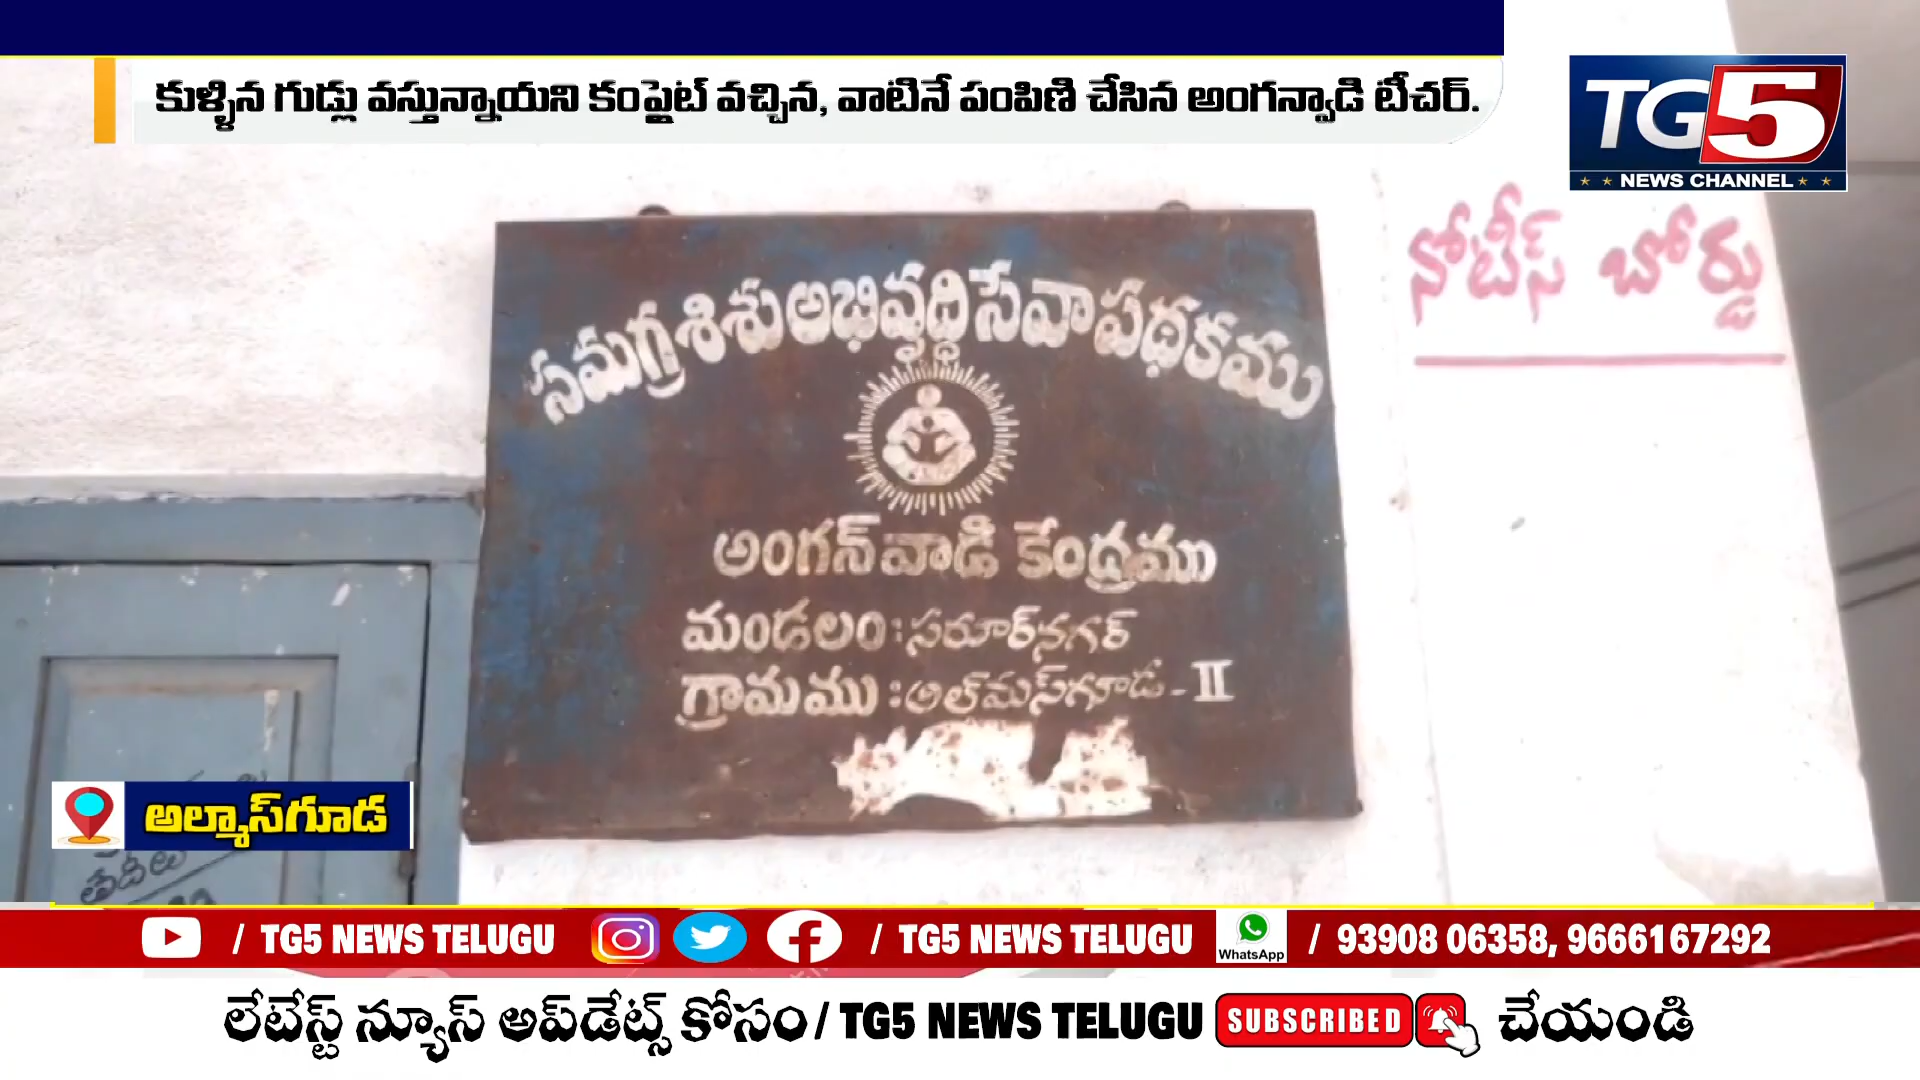 కుళ్ళిన గుడ్లు వస్తున్నాయని కంప్లైట్ వచ్చిన, వాటినే పంపిణి చేసిన అంగన్వాడి టీచర్.
TG5
NEWS CHANNEL
నోటీస్ బోర్డు
సమగ్ర శిశు అభివృద్ధి సేవా పథకము
అంగన్ వాడి కేంద్రము
మండలం : సరూర్‌నగర్
గ్రామము : అల్‌మస్‌గూడ - II
అల్మాస్‌గూడ
తేదీలు
/ TG5 NEWS TELUGU / TG5 NEWS TELUGU WhatsApp / 93908 06358, 9666167292
లేటేస్ట్ న్యూస్ అప్‌డేట్స్ కోసం / TG5 NEWS TELUGU SUBSCRIBED చేయండి